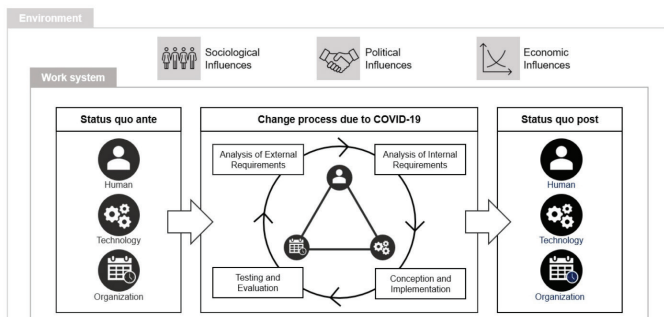 Environment
Sociological
Influences
Political
Influences
Economic
Influences
Work system
Status quo ante
Human
Technology
Organization
Change process due to COVID-19
Analysis of External
Requirements
Analysis of Internal
Requirements
Testing and
Evaluation
Conception and
Implementation
Status quo post
Human
Technology
Organization